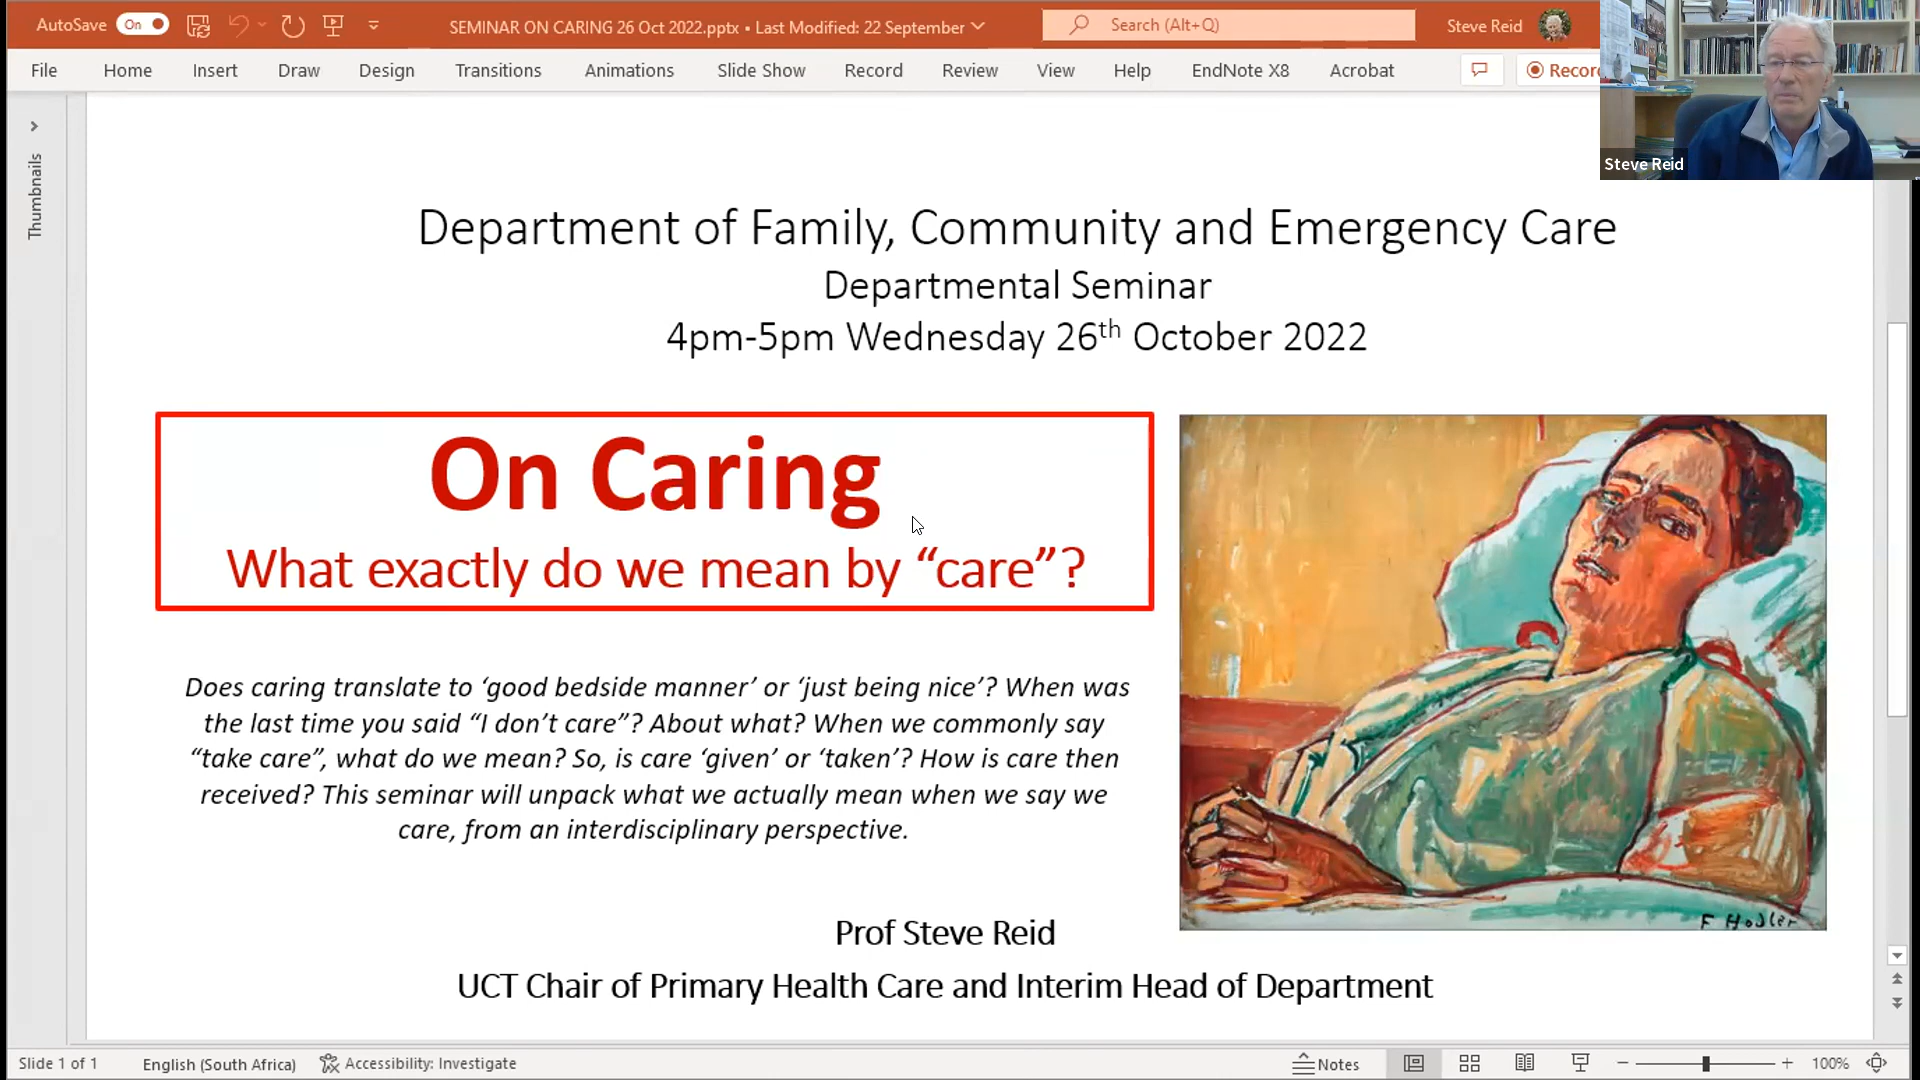 AutoSave On SEMINAR ON CARING 26 Oct 2022.pptx • Last Modified: 22 September Search (Alt+Q) Steve Reid
File Home Insert Draw Design Transitions Animations Slide Show Record Review View Help EndNote X8 Acrobat Recor
Steve Reid
Thumbnails
Department of Family, Community and Emergency Care
Departmental Seminar
4pm-5pm Wednesday 26th October 2022
On Caring
What exactly do we mean by “care”?
Does caring translate to ‘good bedside manner’ or ‘just being nice’? When was
the last time you said “I don’t care”? About what? When we commonly say
“take care”, what do we mean? So, is care ‘given’ or ‘taken’? How is care then
received? This seminar will unpack what we actually mean when we say we
care, from an interdisciplinary perspective.
F Hodler
Prof Steve Reid
UCT Chair of Primary Health Care and Interim Head of Department
Slide 1 of 1 English (South Africa) Accessibility: Investigate Notes 100%